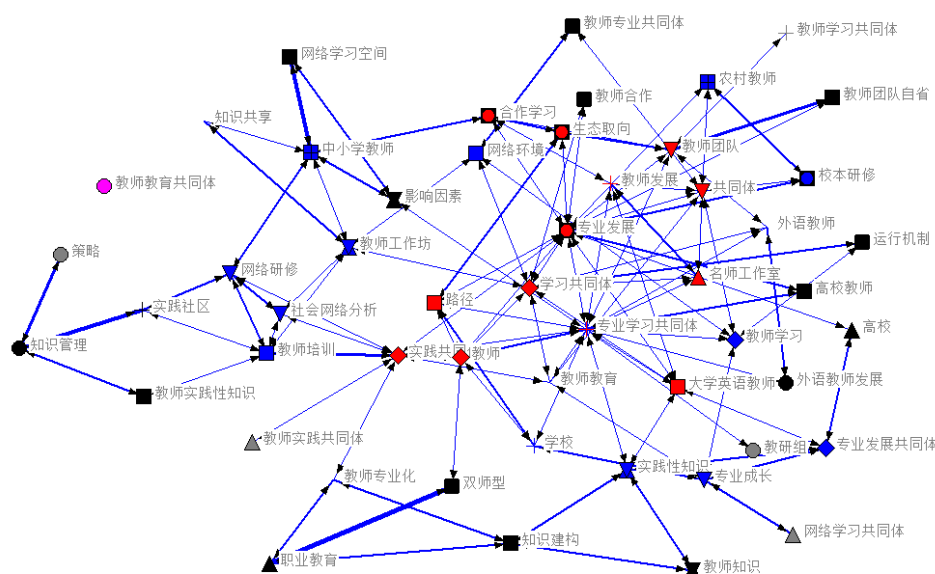 教师专业共同体
教师学习共同体
网络学习空间
农村教师
教师团队自省
教师合作
知识共享
合作学习
生态取向
中小学教师
网络环境
教师团队
教师教育共同体
教师发展
校本研修
影响因素
共同体
专业发展
外语教师
策略
教师工作坊
运行机制
网络研修
学习共同体
名师工作室
高校教师
实践社区
社会网络分析
路径
专业学习共同体
教师学习
高校
知识管理
教师培训
实践共同体
教师
教师教育
大学英语教师
外语教师发展
教师实践性知识
教师实践共同体
学校
教研组
专业发展共同体
教师专业化
双师型
实践性知识
专业成长
网络学习共同体
知识建构
职业教育
教师知识